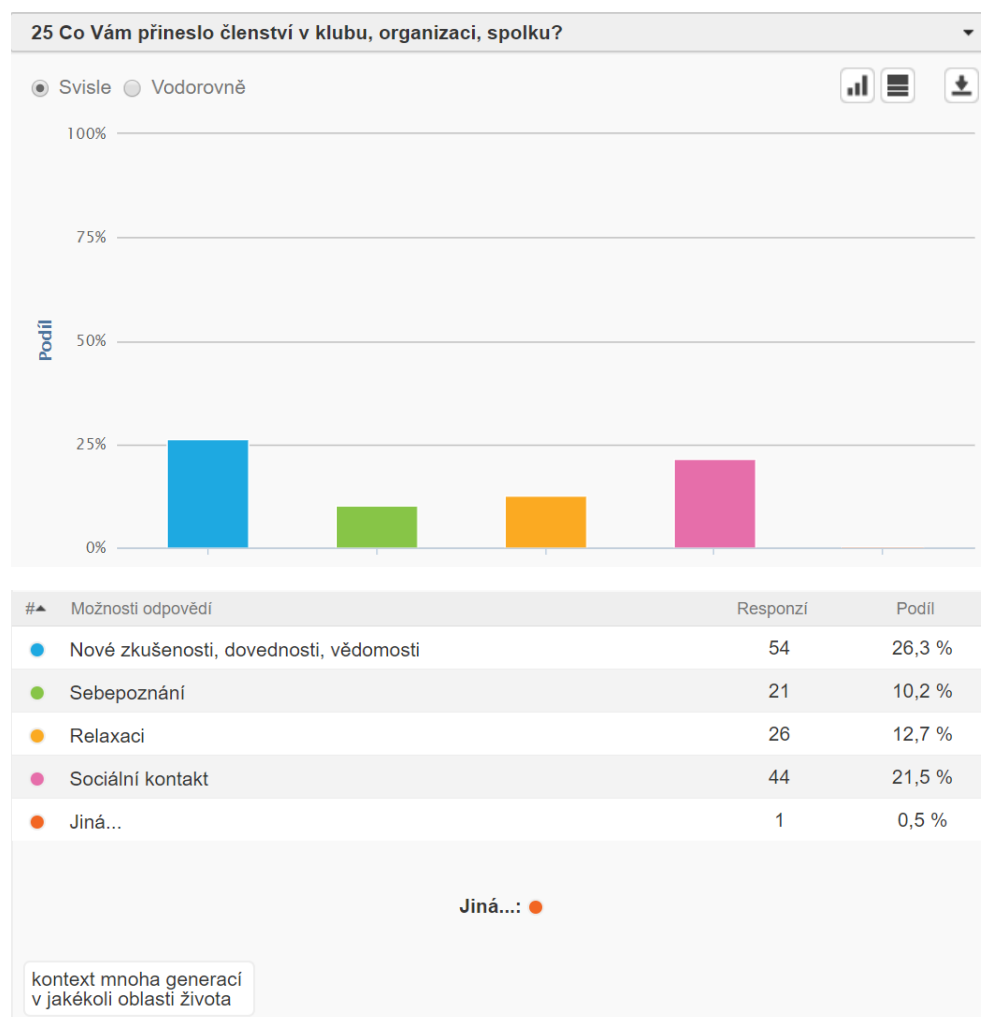 25 Co Vám přineslo členství v klubu, organizaci, spolku?
Svisle Vodorovně
100%
75%
50%
25%
0%
Podíl
# Možnosti odpovědí Responzí Podíl
Nové zkušenosti, dovednosti, vědomosti 54 26,3 %
Sebepoznání 21 10,2 %
Relaxaci 26 12,7 %
Sociální kontakt 44 21,5 %
Jiná... 1 0,5 %
Jiná...:
kontext mnoha generací
v jakékoli oblasti života